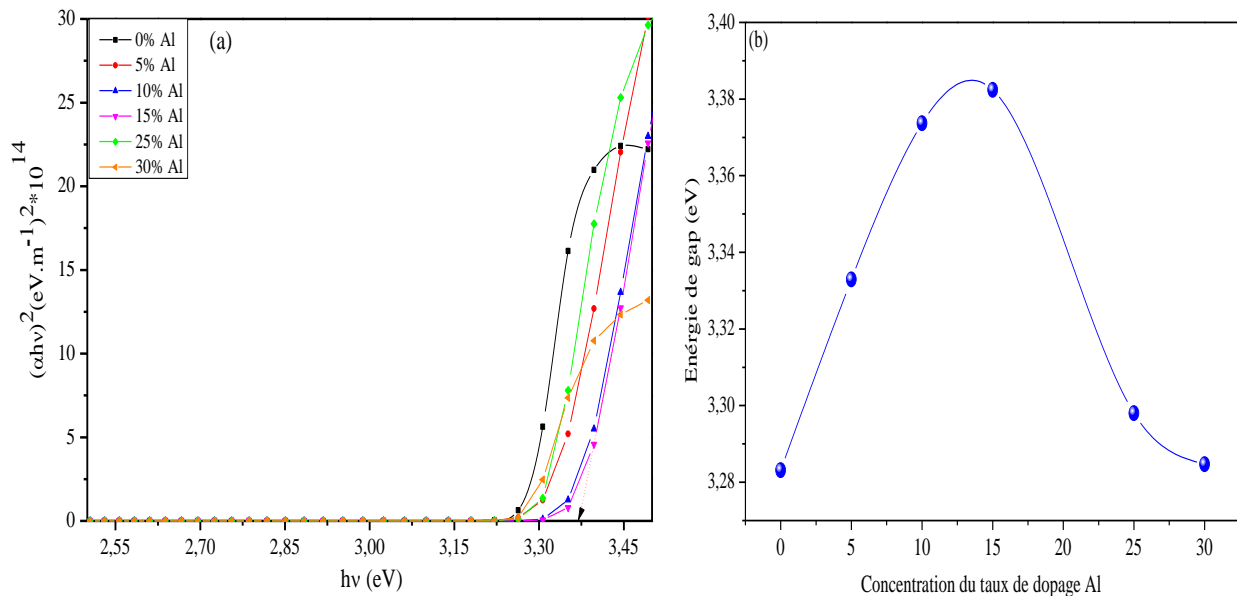 (a)
0% Al
5% Al
10% Al
15% Al
25% Al
30% Al
30
25
20
15
10
5
0
(αhν)²(eV.m⁻¹)²*10¹⁴
2,55 2,70 2,85 3,00 3,15 3,30 3,45
hν (eV)
(b)
3,40
3,38
3,36
3,34
3,32
3,30
3,28
Enérgie de gap (eV)
0 5 10 15 25 30
Concentration du taux de dopage Al